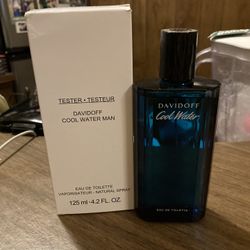 TESTER • TESTEUR
DAVIDOFF
COOL WATER MAN
EAU DE TOILETTE
VAPORISATEUR - NATURAL SPRAY
125 ml - 4.2 FL. OZ.
DAVIDOFF
Cool Water
EAU DE TOILETTE